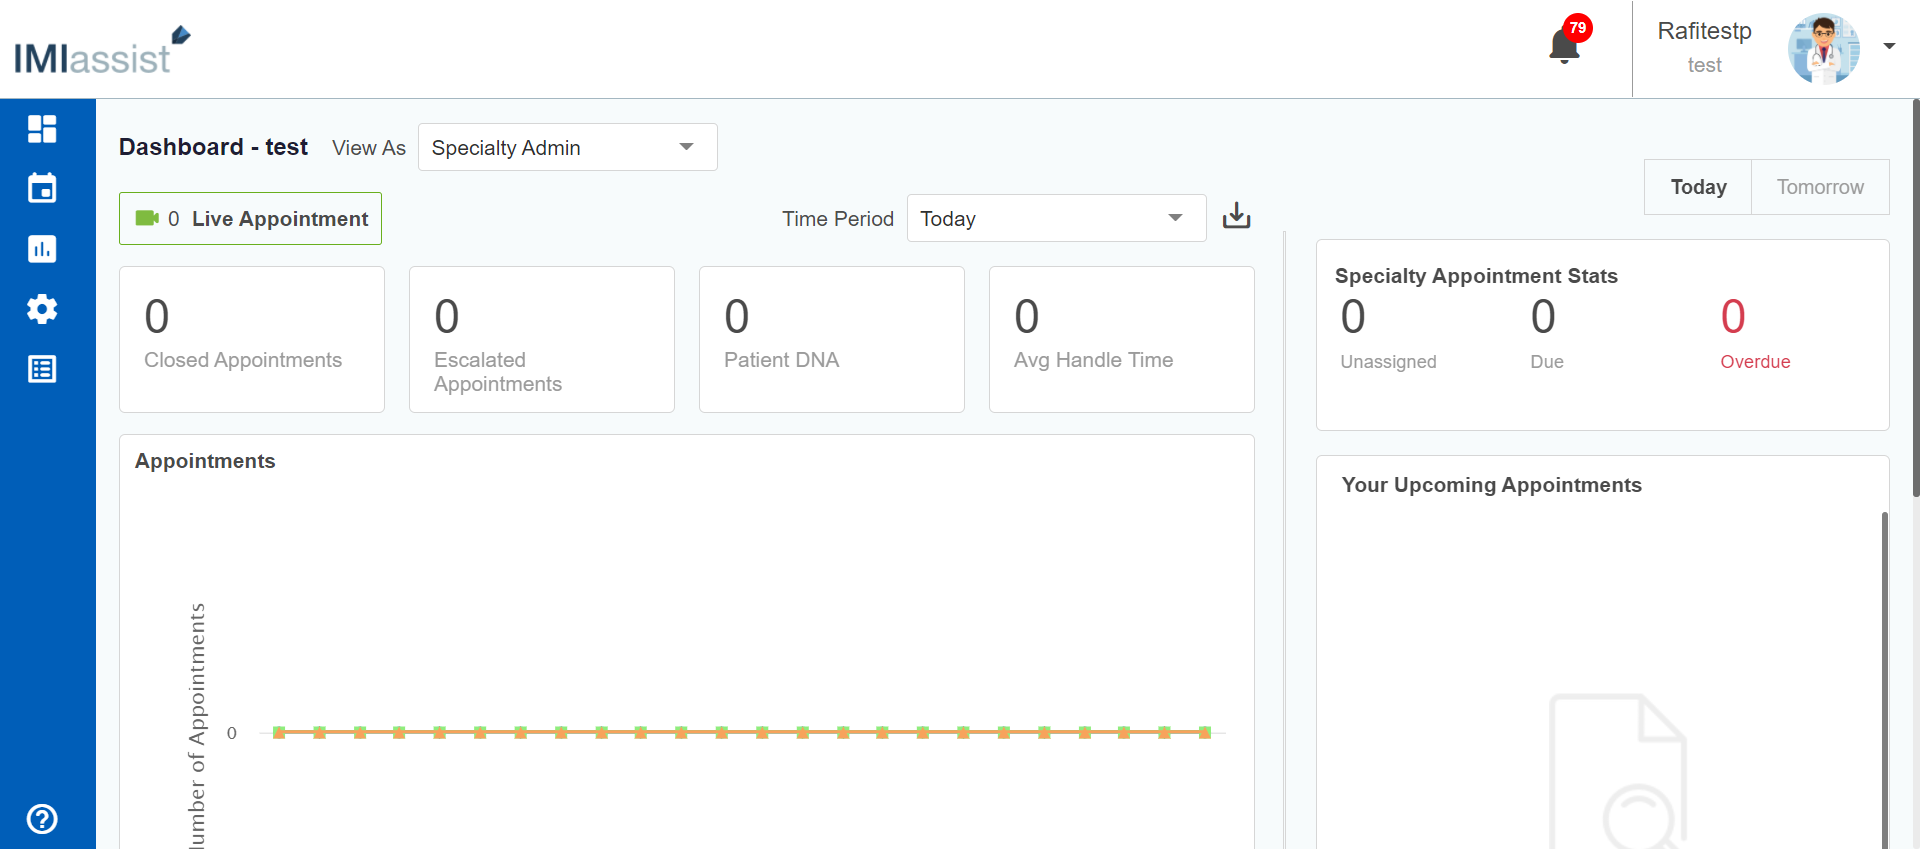 IMIassist
79
Rafitestp
test
Dashboard - test
View As
Specialty Admin
Today
Tomorrow
0 Live Appointment
Time Period
Today
0
Closed Appointments
0
Escalated
Appointments
0
Patient DNA
0
Avg Handle Time
Specialty Appointment Stats
0
Unassigned
0
Due
0
Overdue
Appointments
of Appointments
0
Your Upcoming Appointments